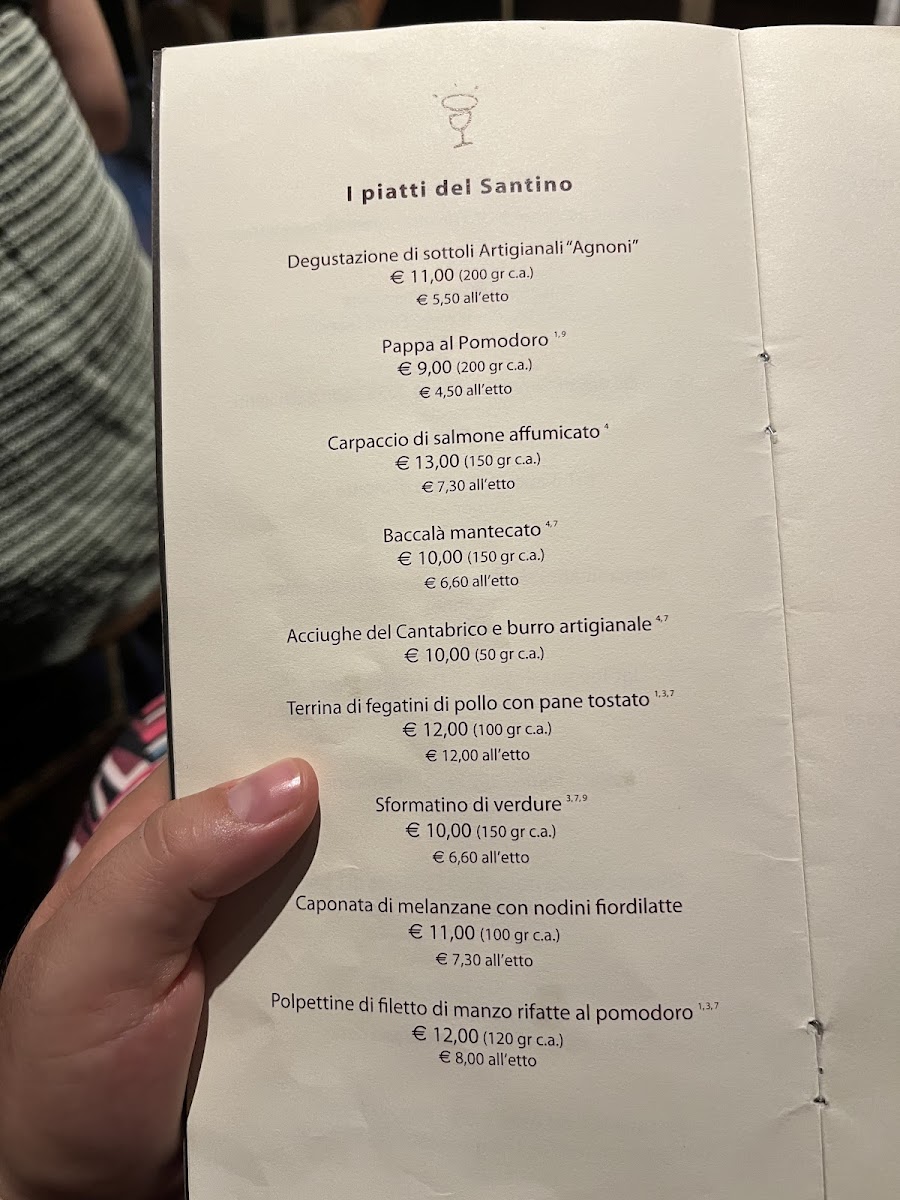 I piatti del Santino
Degustazione di sottoli Artigianali “Agnoni”
€ 11,00 (200 gr c.a.)
€ 5,50 all’etto
Pappa al Pomodoro 1,9
€ 9,00 (200 gr c.a.)
€ 4,50 all’etto
Carpaccio di salmone affumicato 4
€ 13,00 (150 gr c.a.)
€ 7,30 all’etto
Baccalà mantecato 4,7
€ 10,00 (150 gr c.a.)
€ 6,60 all’etto
Acciughe del Cantabrico e burro artigianale 4,7
€ 10,00 (50 gr c.a.)
Terrina di fegatini di pollo con pane tostato 1,3,7
€ 12,00 (100 gr c.a.)
€ 12,00 all’etto
Sformatino di verdure 3,7,9
€ 10,00 (150 gr c.a.)
€ 6,60 all’etto
Caponata di melanzane con nodini fiordilatte
€ 11,00 (100 gr c.a.)
€ 7,30 all’etto
Polpettine di filetto di manzo rifatte al pomodoro 1,3,7
€ 12,00 (120 gr c.a.)
€ 8,00 all’etto